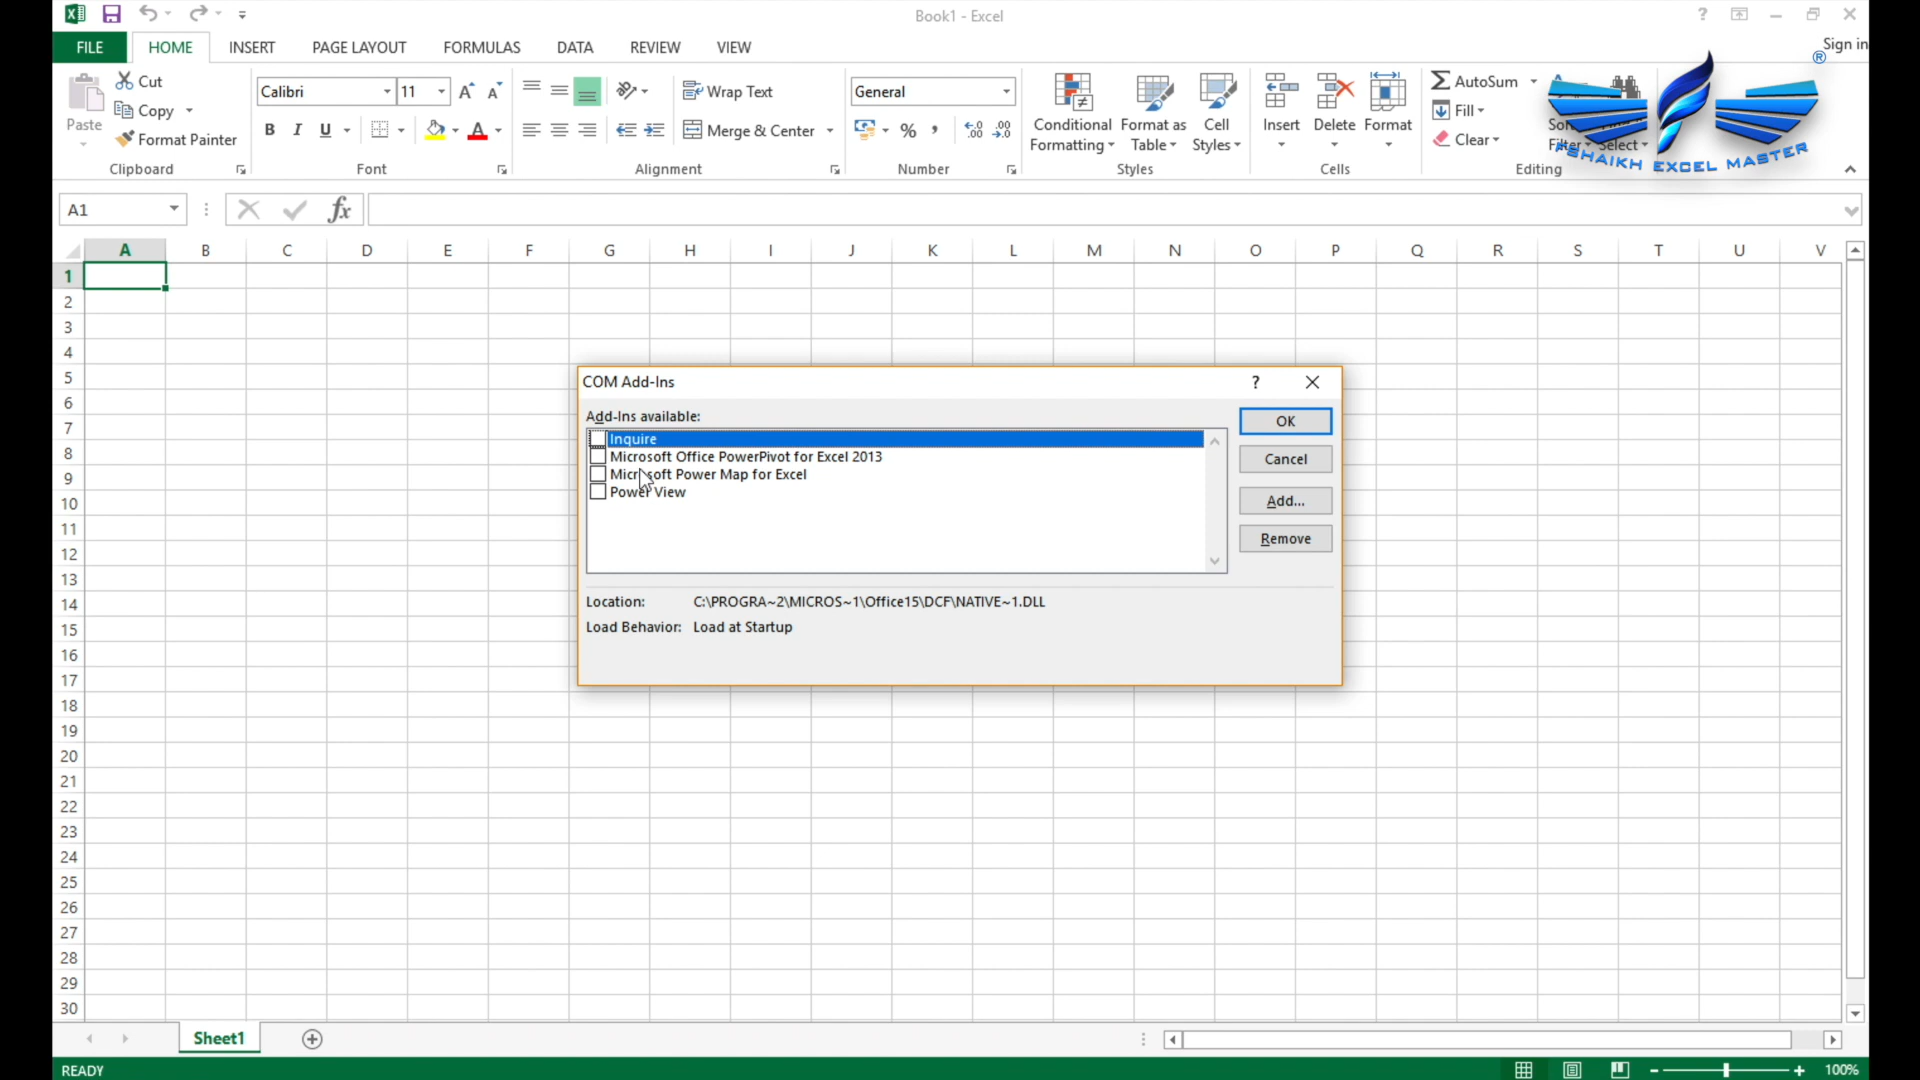 Book1 - Excel
FILE HOME INSERT PAGE LAYOUT FORMULAS DATA REVIEW VIEW
Sign in
Paste
Cut
Copy
Format Painter
Clipboard
Calibri 11
B I U
Font
Wrap Text
Merge & Center
Alignment
General
Number
Conditional Formatting
Format as Table
Cell Styles
Styles
Insert Delete Format
Cells
AutoSum
Fill
Clear
Filter Select
Editing
®
FSHAIKH EXCEL MASTER
A1
fx
A B C D E F G H I J K L M N O P Q R S T U V
1
2
3
4
5
6
7
8
9
10
11
12
13
14
15
16
17
18
19
20
21
22
23
24
25
26
27
28
29
30
COM Add-Ins ?
Add-Ins available:
Inquire
Microsoft Office PowerPivot for Excel 2013
Microsoft Power Map for Excel
Power View
OK
Cancel
Add...
Remove
Location: C:\PROGRA~2\MICROS~1\Office15\DCF\NATIVE~1.DLL
Load Behavior: Load at Startup
Sheet1
READY
100%